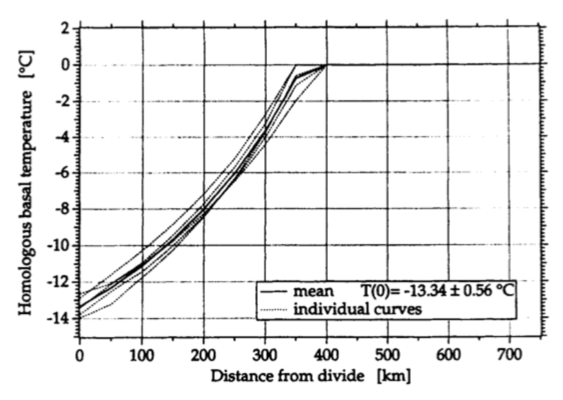 2
0
-2
-4
-6
-8
-10
-12
-14
Homologous basal temperature [°C]
mean T(0)= -13.34 ± 0.56 °C
individual curves
0 100 200 300 400 500 600 700
Distance from divide [km]